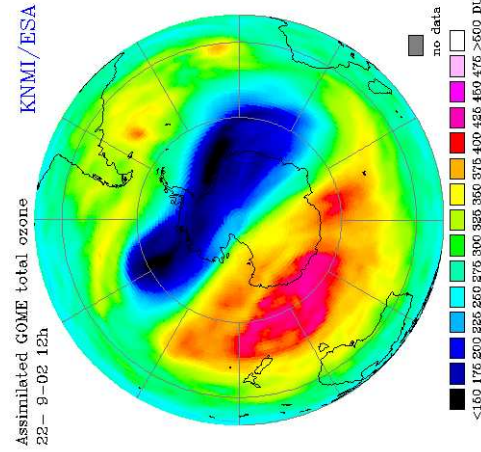 Assimilated GOME total ozone
22- 9-02 12h
KNMI/ESA
no data
<150 175 200 225 250 275 300 325 350 375 400 425 450 475 >500 DU